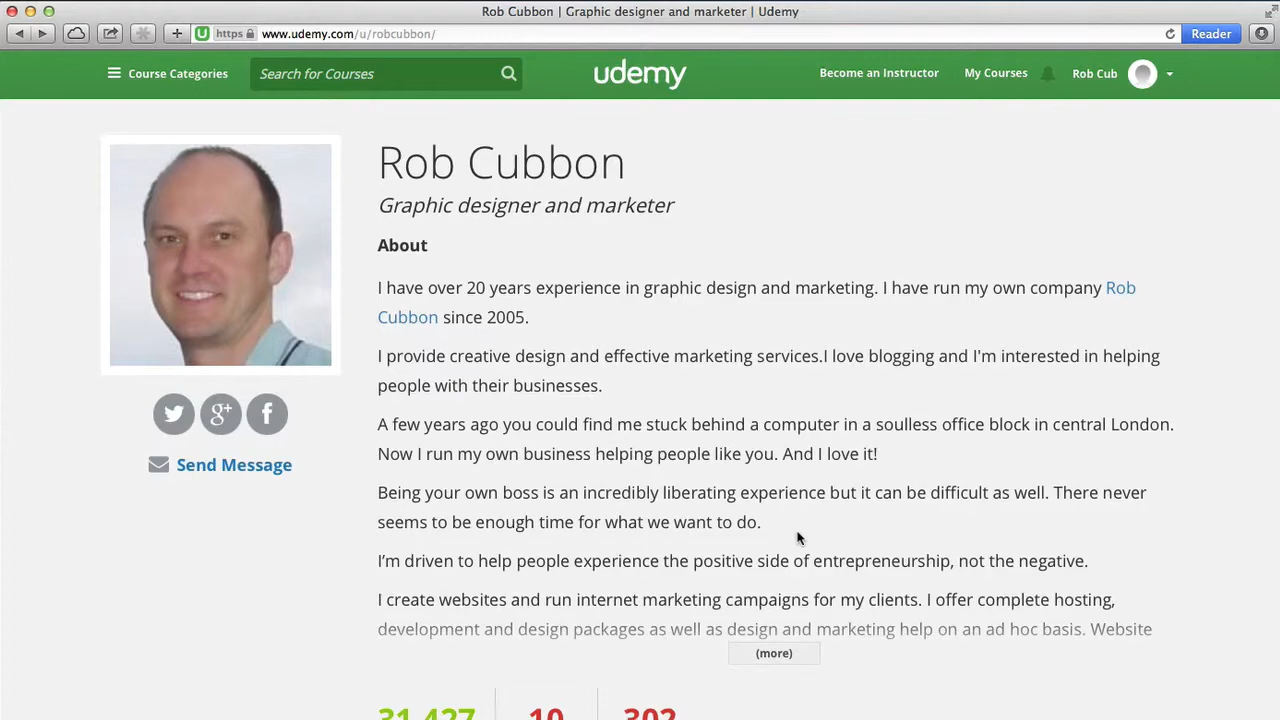 Rob Cubbon | Graphic designer and marketer | Udemy
https www.udemy.com/u/robcubbon/ Reader
Course Categories Search for Courses udemy Become an Instructor My Courses Rob Cub
Rob Cubbon
Graphic designer and marketer
About
I have over 20 years experience in graphic design and marketing. I have run my own company Rob
Cubbon since 2005.
I provide creative design and effective marketing services.I love blogging and I'm interested in helping
people with their businesses.
A few years ago you could find me stuck behind a computer in a soulless office block in central London.
Now I run my own business helping people like you. And I love it!
Send Message
Being your own boss is an incredibly liberating experience but it can be difficult as well. There never
seems to be enough time for what we want to do.
I’m driven to help people experience the positive side of entrepreneurship, not the negative.
I create websites and run internet marketing campaigns for my clients. I offer complete hosting,
development and design packages as well as design and marketing help on an ad hoc basis. Website
(more)
31,427 10 302